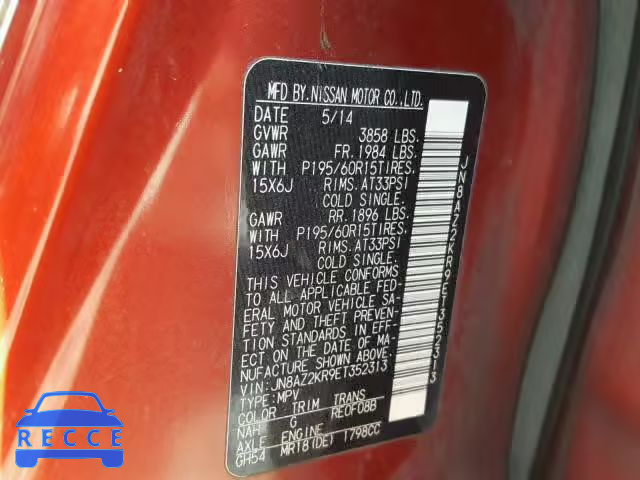 MFD BY.NISSAN MOTOR CO.,LTD.
DATE 5/14
GVWR 3858 LBS.
GAWR FR. 1984 LBS.
WITH P195/60R15TIRES.
15X6J RIMS.AT33PSI
COLD SINGLE.
GAWR RR. 1896 LBS.
WITH P195/60R15TIRES.
15X6J RIMS.AT33PSI
COLD SINGLE.
THIS VEHICLE CONFORMS
TO ALL APPLICABLE FED-
ERAL MOTOR VEHICLE SA-
FETY AND THEFT PREVEN-
TION STANDARDS IN EFF-
ECT ON THE DATE OF MA-
NUFACTURE SHOWN ABOVE.
VIN:JN8AZ2KR9ET352313
TYPE:MPV
COLOR TRIM TRANS
NAH G RE0F08B
AXLE ENGINE
GH54 MR18(DE) 1798CC
JN8AZ2KR9ET352313
RECCE